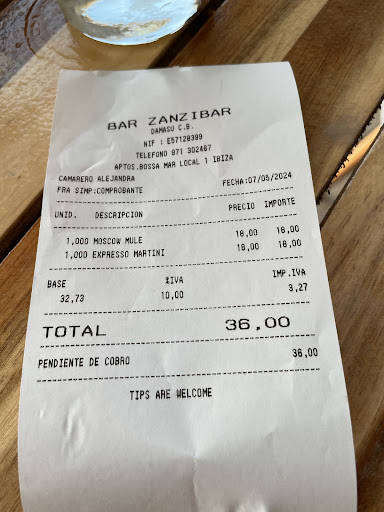 BAR ZANZIBAR
DAMASU C.B.
NIF : E57128399
TELEFONO 971 302467
APTOS.BOSSA MAR LOCAL 1 IBIZA
CAMARERO ALEJANDRA
FRA SIMP:COMPROBANTE FECHA:07/05/2024
UNID. DESCRIPCION PRECIO IMPORTE
1,000 MOSCOW MULE 18,00 18,00
1,000 EXPRESSO MARTINI 18,00 18,00
BASE %IVA IMP.IVA
32,73 10,00 3,27
TOTAL 36,00
PENDIENTE DE COBRO 36,00
TIPS ARE WELCOME